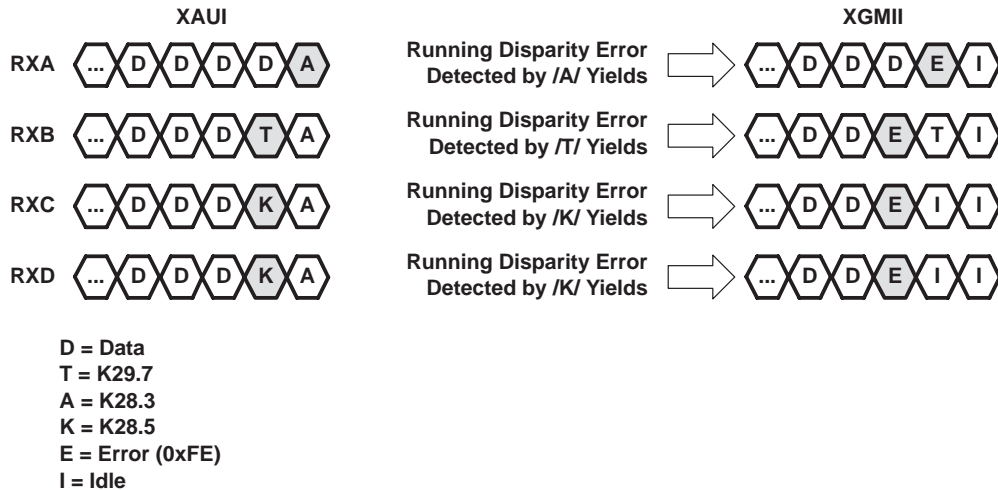 XAUI XGMII
RXA ... D D D D A Running Disparity Error Detected by /A/ Yields ... D D D E I
RXB ... D D D T A Running Disparity Error Detected by /T/ Yields ... D D E T I
RXC ... D D D K A Running Disparity Error Detected by /K/ Yields ... D D E I I
RXD ... D D D K A Running Disparity Error Detected by /K/ Yields ... D D E I I
D = Data
T = K29.7
A = K28.3
K = K28.5
E = Error (0xFE)
I = Idle